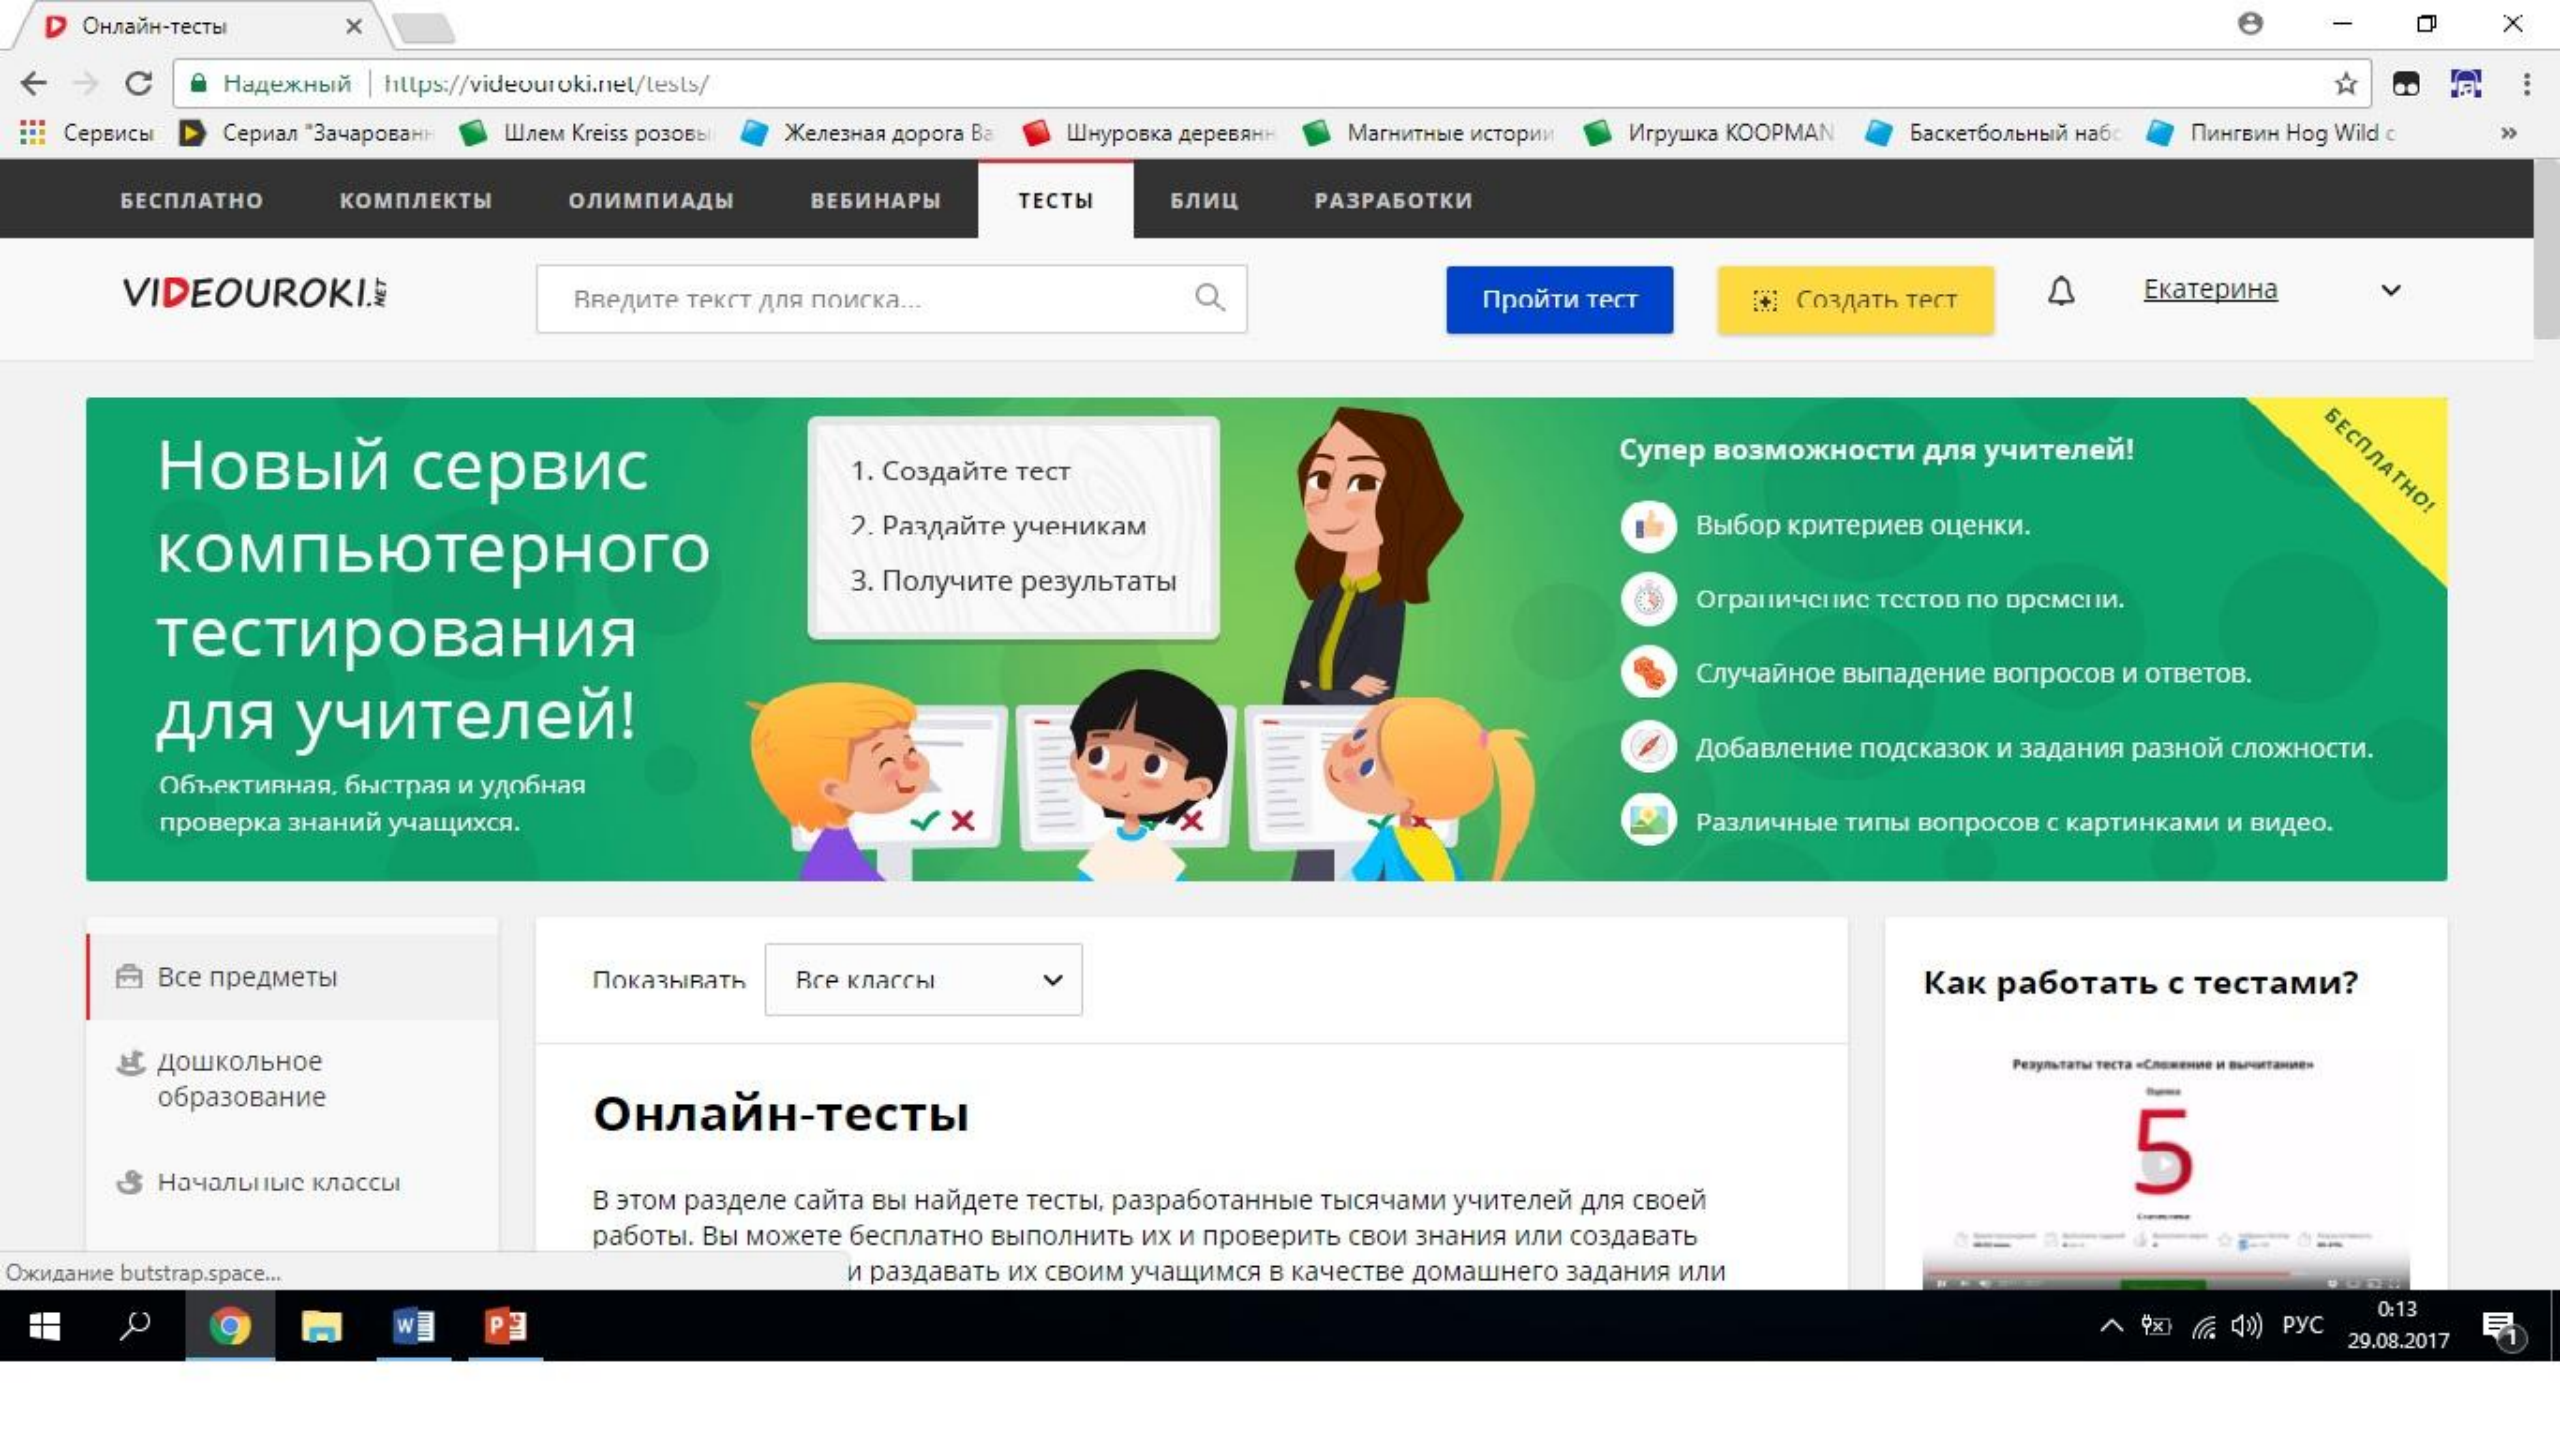 Онлайн-тесты
Надежный https://videouroki.net/tests/
Сервисы Сериал "Зачарованн Шлем Kreiss розовы Железная дорога Ba Шнуровка деревянн Магнитные истории Игрушка KOOPMAN Баскетбольный наб Пингвин Hog Wild с »
БЕСПЛАТНО КОМПЛЕКТЫ ОЛИМПИАДЫ ВЕБИНАРЫ ТЕСТЫ БЛИЦ РАЗРАБОТКИ
VIDEOUROKI.NET Введите текст для поиска... Пройти тест Создать тест Екатерина
Новый сервис
компьютерного
тестирования
для учителей!
Объективная, быстрая и удобная
проверка знаний учащихся.
1. Создайте тест
2. Раздайте ученикам
3. Получите результаты
Супер возможности для учителей!
Выбор критериев оценки.
Ограничение тестов по времени.
Случайное выпадение вопросов и ответов.
Добавление подсказок и задания разной сложности.
Различные типы вопросов с картинками и видео.
БЕСПЛАТНО!
Все предметы
Дошкольное
образование
Начальные классы
Показывать Все классы
Онлайн-тесты
В этом разделе сайта вы найдете тесты, разработанные тысячами учителей для своей
работы. Вы можете бесплатно выполнить их и проверить свои знания или создавать
и раздавать их своим учащимся в качестве домашнего задания или
Как работать с тестами?
Результаты теста «Сложение и вычитание»
Оценка
5
Статистика
Ожидание butstrap.space...
РУС
0:13
29.08.2017
1